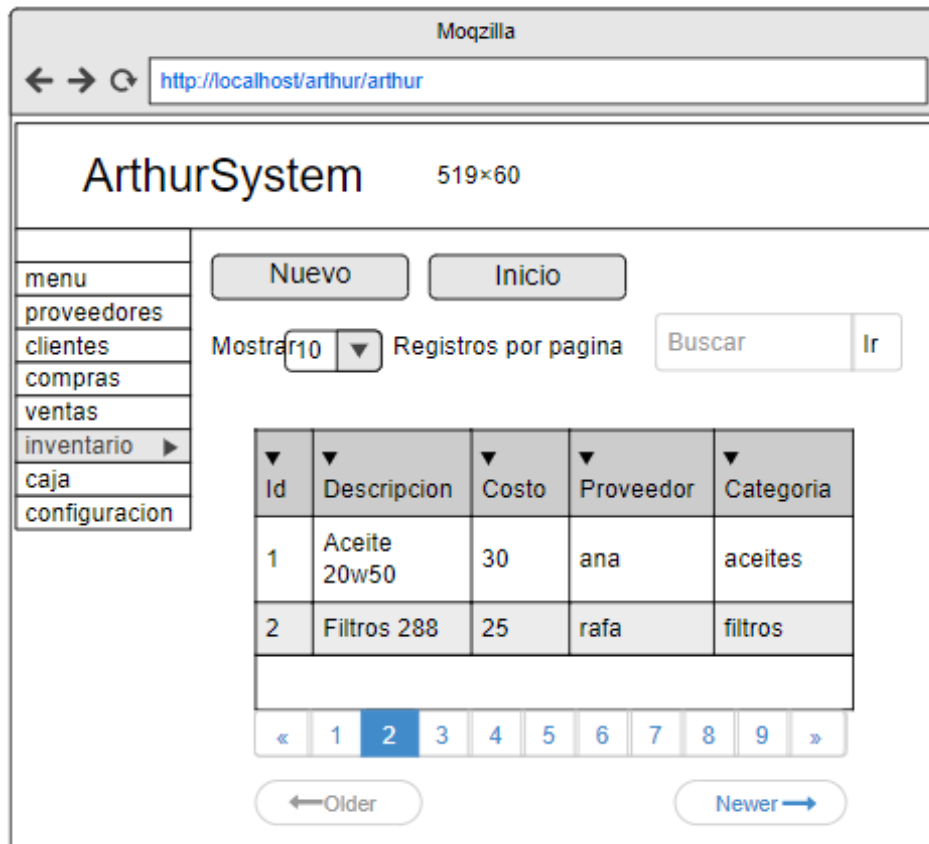 Moqzilla
http://localhost/arthur/arthur
ArthurSystem 519×60
menu
proveedores
clientes
compras
ventas
inventario
caja
configuracion
Nuevo Inicio
Mostrar 10 Registros por pagina Buscar Ir
Id Descripcion Costo Proveedor Categoria
1 Aceite 20w50 30 ana aceites
2 Filtros 288 25 rafa filtros
« 1 2 3 4 5 6 7 8 9 »
Older Newer